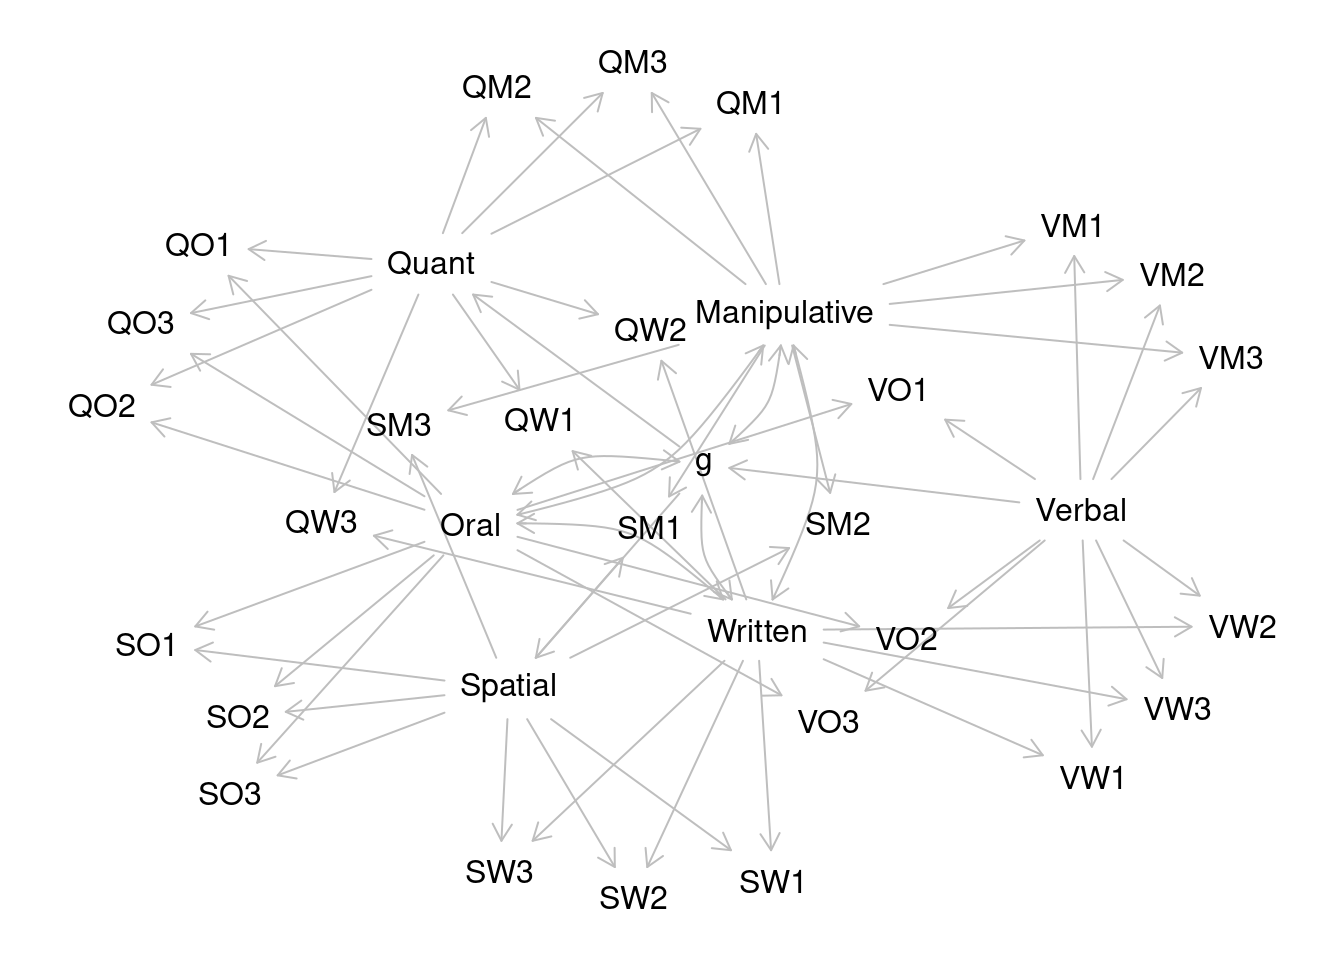 QM3
QM2
QM1
VM1
QO1
Quant
VM2
Manipulative
QO3
QW2
VM3
VO1
QO2
QW1
SM3
g
Verbal
QW3
Oral
SM1
SM2
VW2
Written
VO2
SO1
Spatial
VW3
SO2
VO3
VW1
SO3
SW3
SW1
SW2